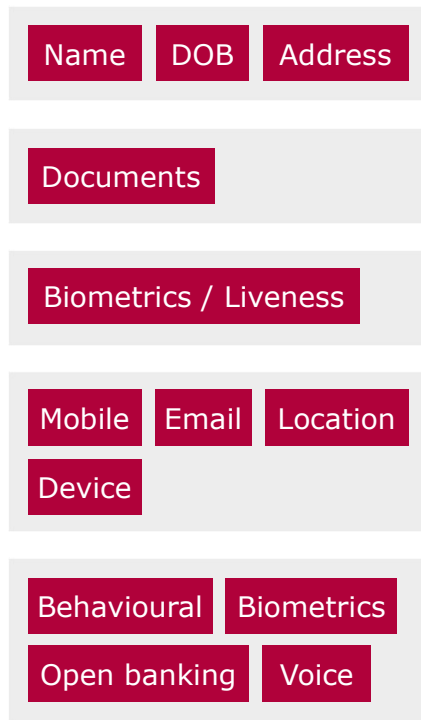 Name DOB Address
Documents
Biometrics / Liveness
Mobile Email Location
Device
Behavioural Biometrics
Open banking Voice